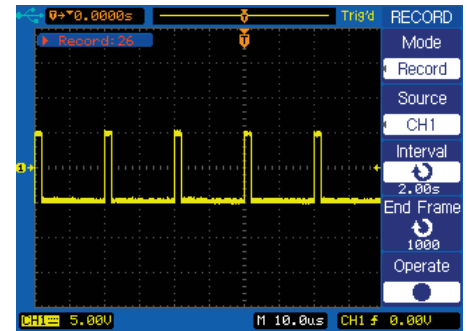 0.0000s Trig'd RECORD
Record:26
T
Mode
Record
Source
CH1
Interval
2.00s
End Frame
1000
Operate
1
CH1 5.00V M 10.0us CH1 0.00V